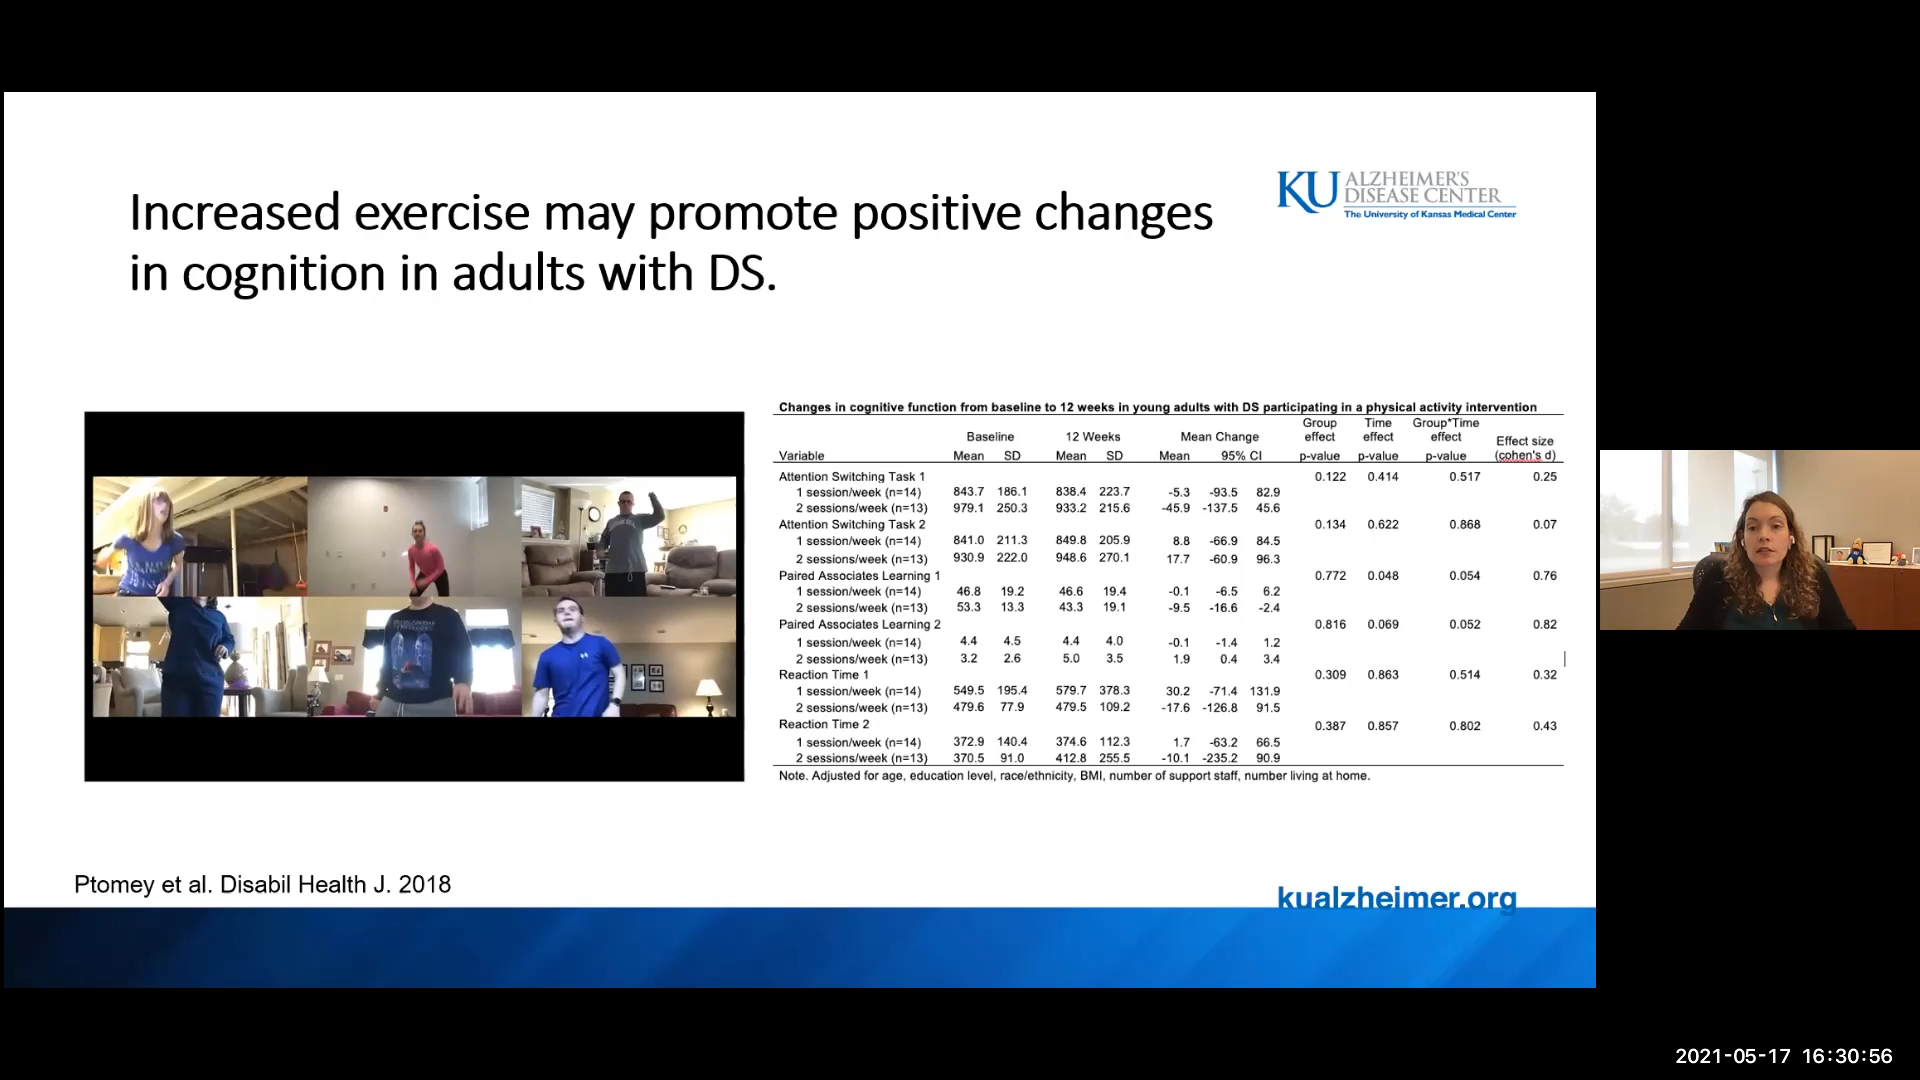 Increased exercise may promote positive changes
in cognition in adults with DS.
KU ALZHEIMER'S
DISEASE CENTER
The University of Kansas Medical Center
Changes in cognitive function from baseline to 12 weeks in young adults with DS participating in a physical activity intervention
Group Time Group*Time
Baseline 12 Weeks Mean Change effect effect effect Effect size
Variable Mean SD Mean SD Mean 95% CI p-value p-value p-value (cohen's d)
Attention Switching Task 1 0.122 0.414 0.517 0.25
1 session/week (n=14) 843.7 186.1 838.4 223.7 -5.3 -93.5 82.9
2 sessions/week (n=13) 979.1 250.3 933.2 215.6 -45.9 -137.5 45.6
Attention Switching Task 2 0.134 0.622 0.868 0.07
1 session/week (n=14) 841.0 211.3 849.8 205.9 8.8 -66.9 84.5
2 sessions/week (n=13) 930.9 222.0 948.6 270.1 17.7 -60.9 96.3
Paired Associates Learning 1 0.772 0.048 0.054 0.76
1 session/week (n=14) 46.8 19.2 46.6 19.4 -0.1 -6.5 6.2
2 sessions/week (n=13) 53.3 13.3 43.3 19.1 -9.5 -16.6 -2.4
Paired Associates Learning 2 0.816 0.069 0.052 0.82
1 session/week (n=14) 4.4 4.5 4.4 4.0 -0.1 -1.4 1.2
2 sessions/week (n=13) 3.2 2.6 5.0 3.5 1.9 0.4 3.4
Reaction Time 1 0.309 0.863 0.514 0.32
1 session/week (n=14) 549.5 195.4 579.7 378.3 30.2 -71.4 131.9
2 sessions/week (n=13) 479.6 77.9 479.5 109.2 -17.6 -126.8 91.5
Reaction Time 2 0.387 0.857 0.802 0.43
1 session/week (n=14) 372.9 140.4 374.6 112.3 1.7 -63.2 66.5
2 sessions/week (n=13) 370.5 91.0 412.8 255.5 -10.1 -235.2 90.9
Note. Adjusted for age, education level, race/ethnicity, BMI, number of support staff, number living at home.
Ptomey et al. Disabil Health J. 2018
kualzheimer.org
2021-05-17 16:30:56